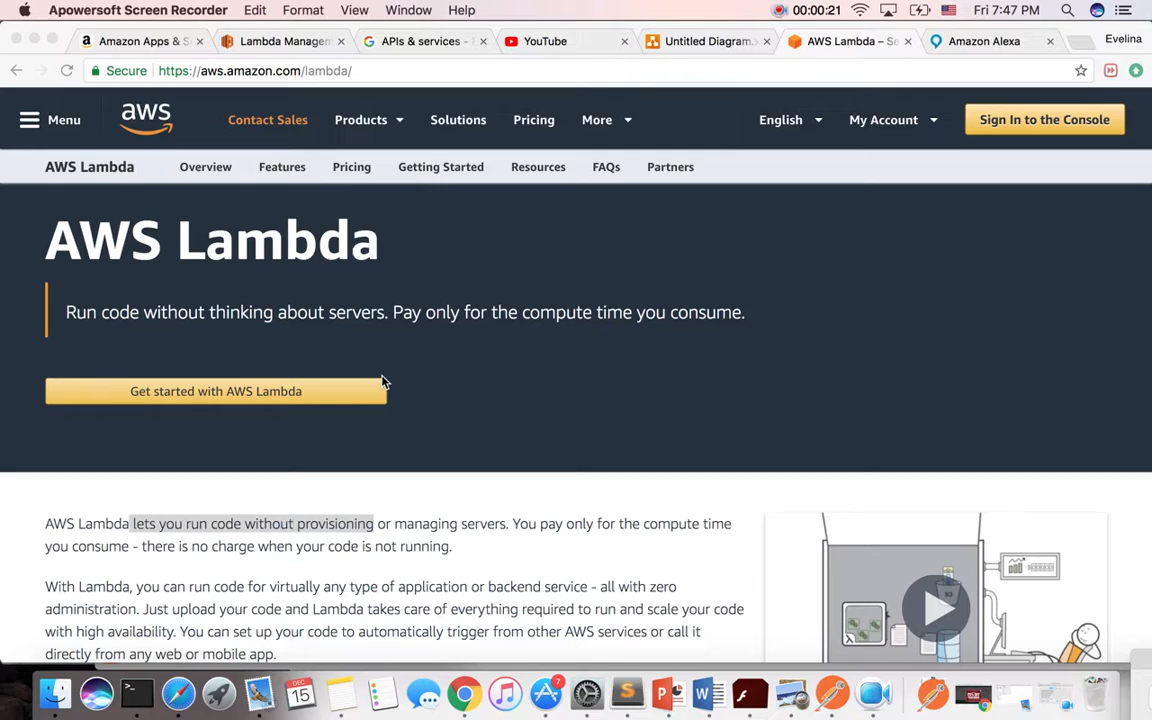 Apowersoft Screen Recorder Edit Format View Window Help 00:00:21 Fri 7:47 PM
Amazon Apps & S Lambda Managem APIs & services - YouTube Untitled Diagram. AWS Lambda – Se Amazon Alexa Evelina
Secure https://aws.amazon.com/lambda/
Menu aws Contact Sales Products Solutions Pricing More English My Account Sign In to the Console
AWS Lambda Overview Features Pricing Getting Started Resources FAQs Partners
AWS Lambda
Run code without thinking about servers. Pay only for the compute time you consume.
Get started with AWS Lambda
AWS Lambda lets you run code without provisioning or managing servers. You pay only for the compute time
you consume - there is no charge when your code is not running.
With Lambda, you can run code for virtually any type of application or backend service - all with zero
administration. Just upload your code and Lambda takes care of everything required to run and scale your code
with high availability. You can set up your code to automatically trigger from other AWS services or call it
directly from any web or mobile app.
DEC
15
7